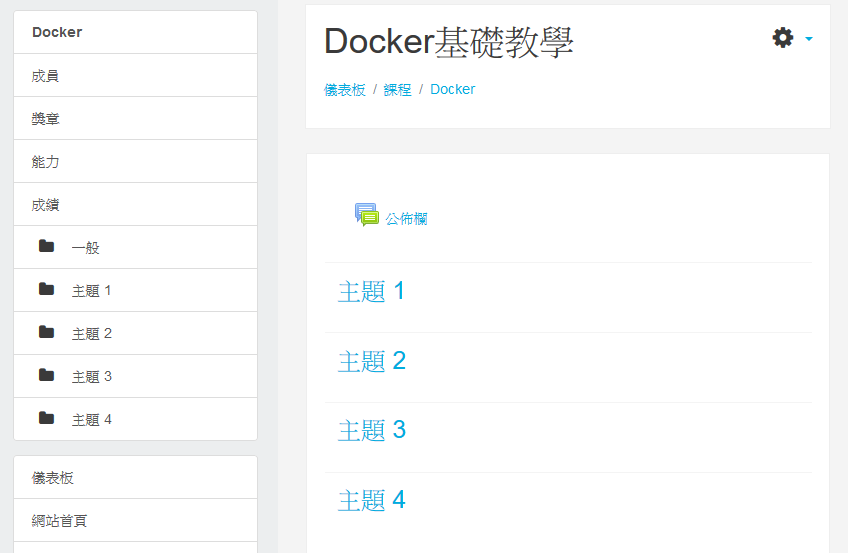 Docker
成員
獎章
能力
成績
一般
主題 1
主題 2
主題 3
主題 4
儀表板
網站首頁
Docker基礎教學
儀表板 / 課程 / Docker
公佈欄
主題 1
主題 2
主題 3
主題 4